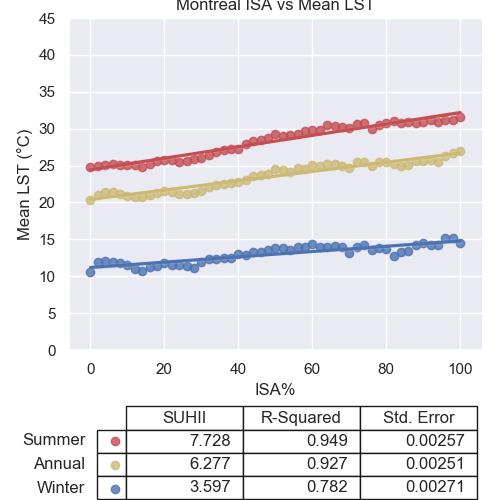 Montreal ISA vs Mean LST
45
40
35
30
25
20
15
10
5
0
Mean LST (°C)
0 20 40 60 80 100
ISA%
SUHII R-Squared Std. Error
Summer 7.728 0.949 0.00257
Annual 6.277 0.927 0.00251
Winter 3.597 0.782 0.00271